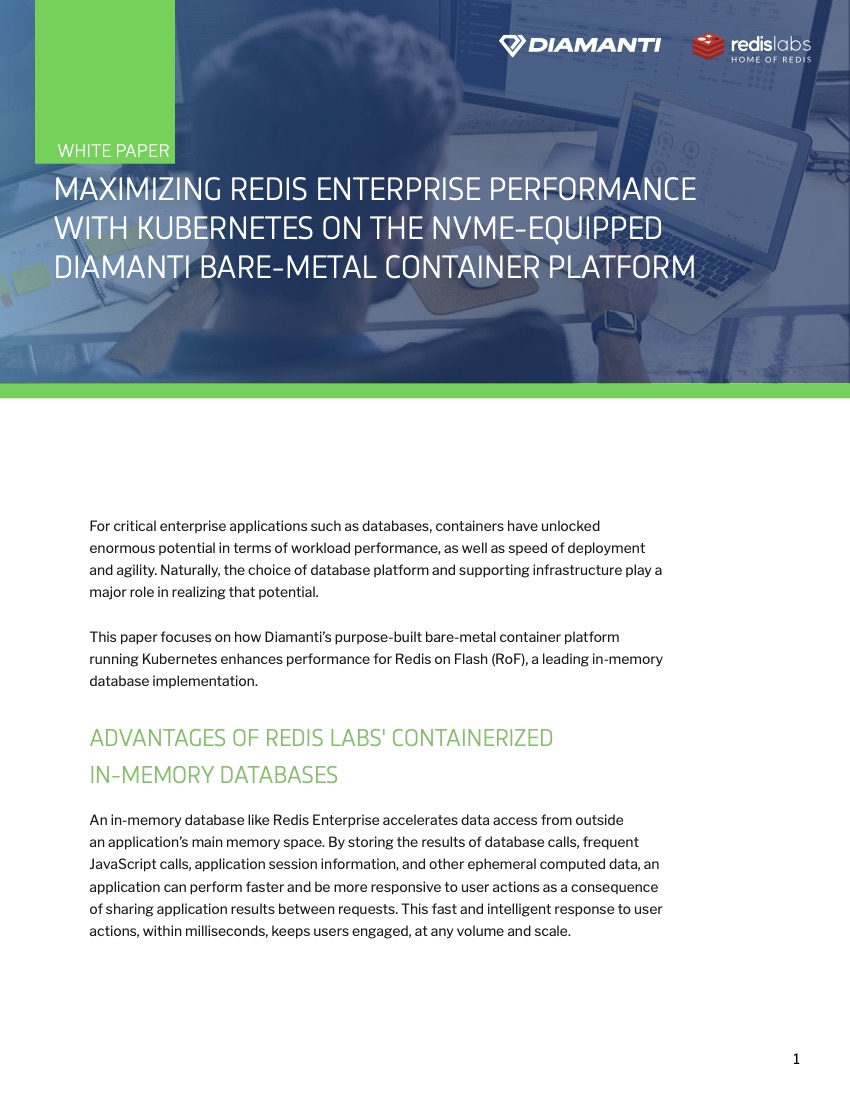 DIAMANTI
redislabs
HOME OF REDIS
WHITE PAPER
MAXIMIZING REDIS ENTERPRISE PERFORMANCE
WITH KUBERNETES ON THE NVME-EQUIPPED
DIAMANTI BARE-METAL CONTAINER PLATFORM
For critical enterprise applications such as databases, containers have unlocked
enormous potential in terms of workload performance, as well as speed of deployment
and agility. Naturally, the choice of database platform and supporting infrastructure play a
major role in realizing that potential.
This paper focuses on how Diamanti’s purpose-built bare-metal container platform
running Kubernetes enhances performance for Redis on Flash (RoF), a leading in-memory
database implementation.
ADVANTAGES OF REDIS LABS' CONTAINERIZED
IN-MEMORY DATABASES
An in-memory database like Redis Enterprise accelerates data access from outside
an application’s main memory space. By storing the results of database calls, frequent
JavaScript calls, application session information, and other ephemeral computed data, an
application can perform faster and be more responsive to user actions as a consequence
of sharing application results between requests. This fast and intelligent response to user
actions, within milliseconds, keeps users engaged, at any volume and scale.
1